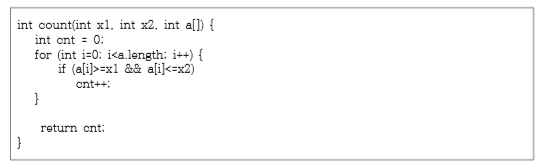 int count(int x1, int x2, int a[]) {
int cnt = 0;
for (int i=0; i<a.length; i++) {
if (a[i]>=x1 && a[i]<=x2)
cnt++;
}
return cnt;
}